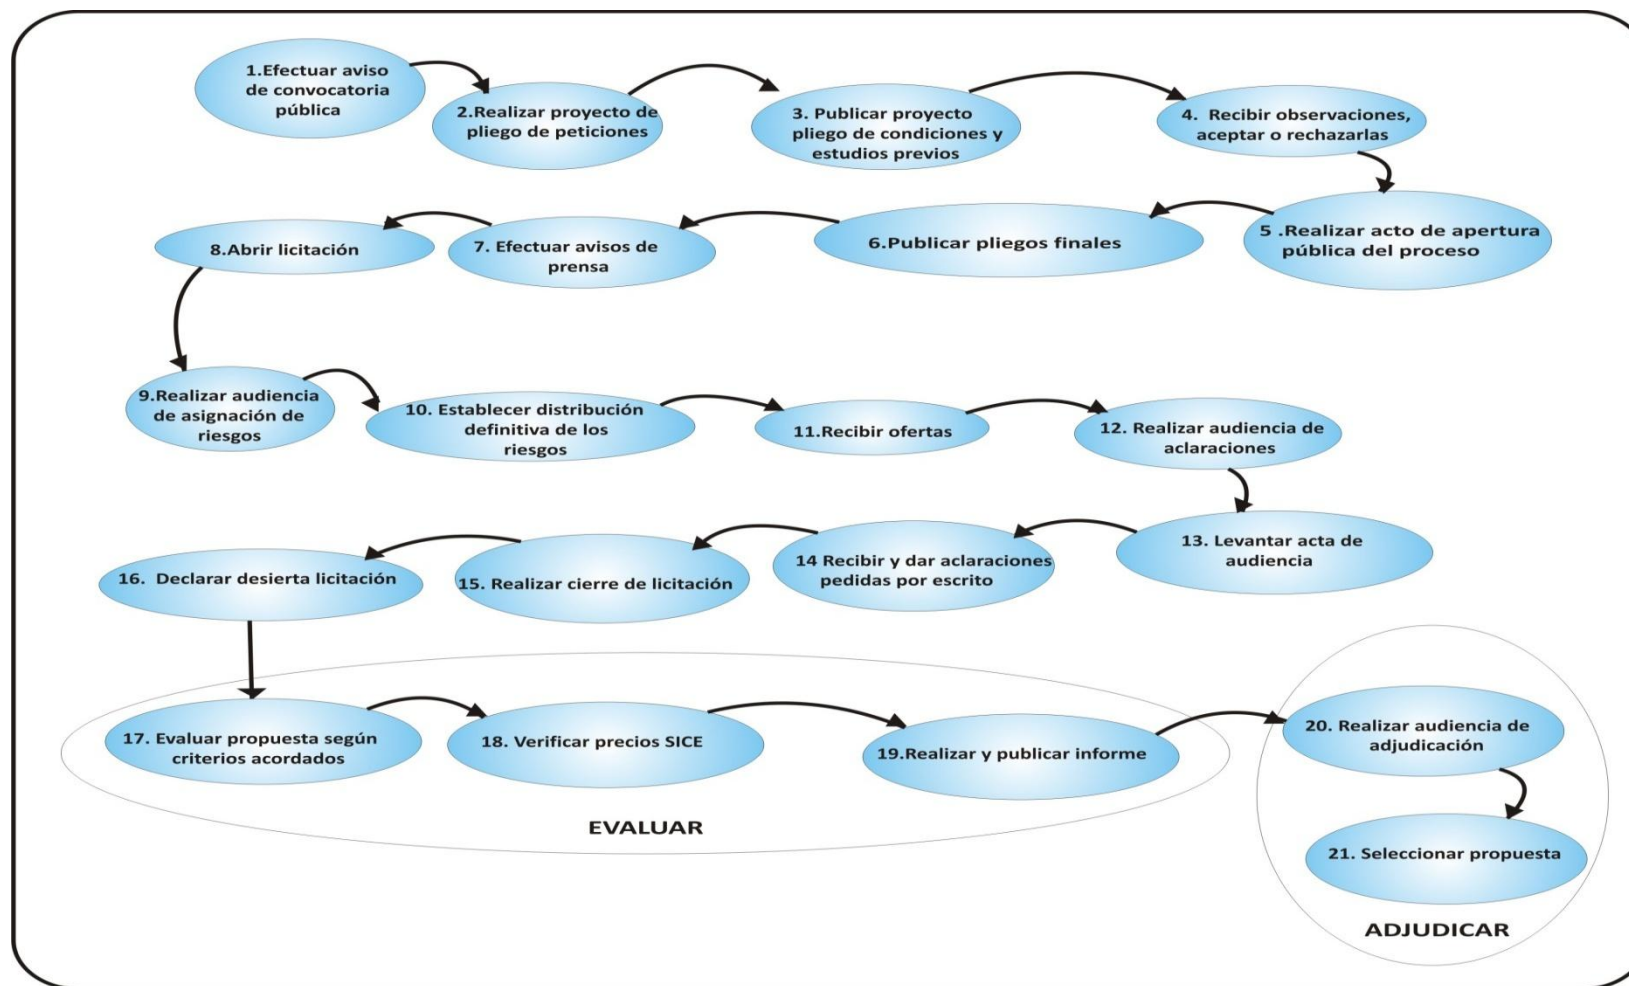 1.Efectuar aviso
de convocatoria
pública
2.Realizar proyecto de
pliego de peticiones
3. Publicar proyecto
pliego de condiciones y
estudios previos
4.  Recibir observaciones,
aceptar o rechazarlas
5 .Realizar acto de apertura
pública del proceso
6.Publicar pliegos finales
7. Efectuar avisos de
prensa
8.Abrir licitación
9.Realizar audiencia
de asignación de
riesgos
10. Establecer distribución
definitiva de los
riesgos
11.Recibir ofertas
12. Realizar audiencia de
aclaraciones
13. Levantar acta de
audiencia
14 Recibir y dar aclaraciones
pedidas por escrito
15. Realizar cierre de licitación
16.  Declarar desierta licitación
17. Evaluar propuesta según
criterios acordados
18. Verificar precios SICE
19.Realizar y publicar informe
EVALUAR
20. Realizar audiencia de
adjudicación
21. Seleccionar propuesta
ADJUDICAR